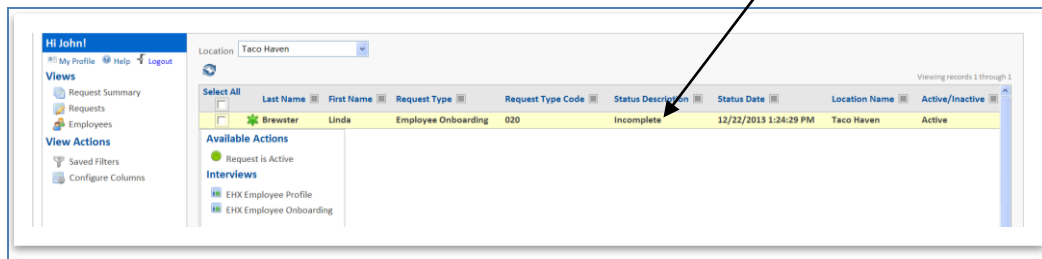 Hi John!
My Profile Help Logout
Views
Request Summary
Requests
Employees
View Actions
Saved Filters
Configure Columns
Location Taco Haven
Viewing records 1 through 1
Select All Last Name First Name Request Type Request Type Code Status Description Status Date Location Name Active/Inactive
Brewster Linda Employee Onboarding 020 Incomplete 12/22/2013 1:24:29 PM Taco Haven Active
Available Actions
Request is Active
Interviews
EHX Employee Profile
EHX Employee Onboarding